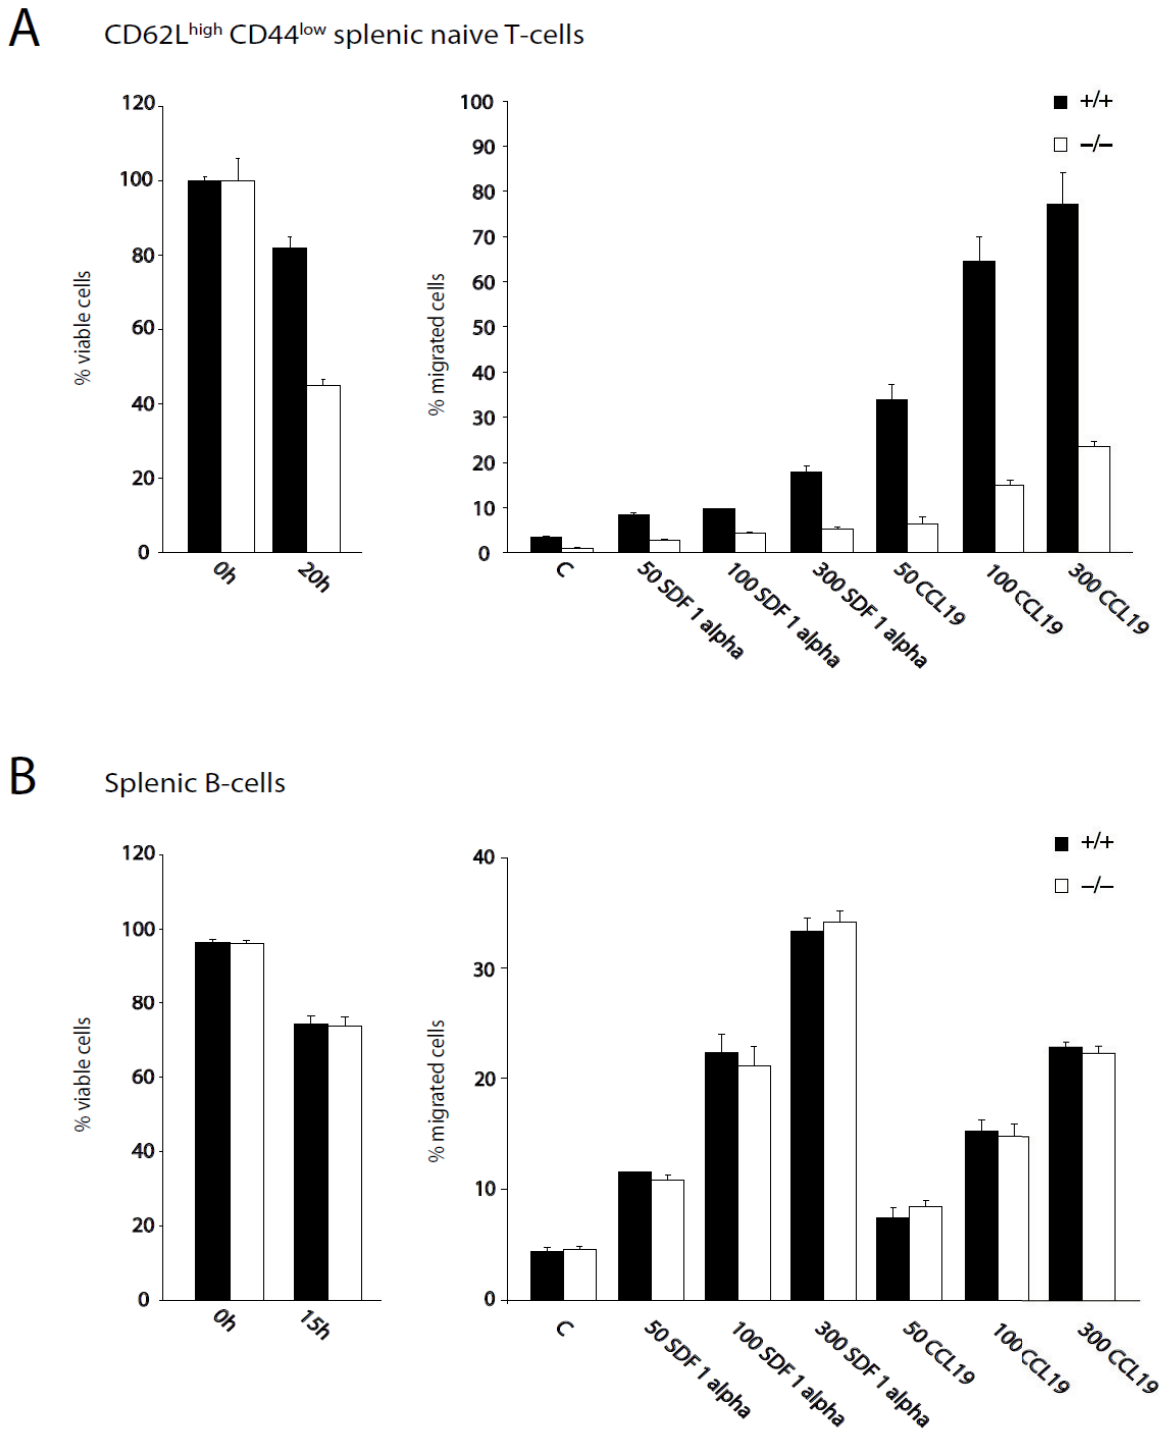 A
CD62Lhigh CD44low splenic naive T-cells
120
100
80
60
40
20
0
% viable cells
0h
20h
100
90
80
70
60
50
40
30
20
10
0
% migrated cells
+/+
–/–
C
50 SDF 1 alpha
100 SDF 1 alpha
300 SDF 1 alpha
50 CCL19
100 CCL19
300 CCL19
B
Splenic B-cells
120
100
80
60
40
20
0
% viable cells
0h
15h
40
30
20
10
0
% migrated cells
+/+
–/–
C
50 SDF 1 alpha
100 SDF 1 alpha
300 SDF 1 alpha
50 CCL19
100 CCL19
300 CCL19